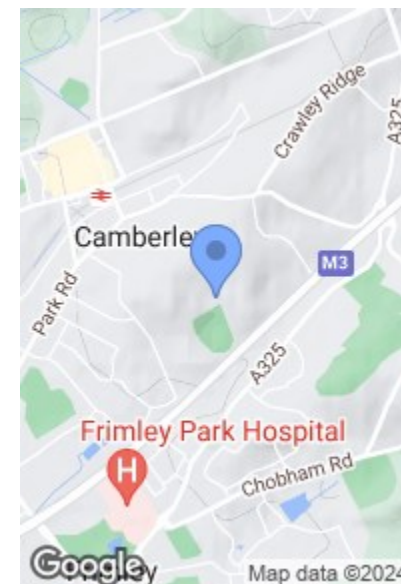 Crawley Ridge
A325
Camberle
M3
Park Rd
A325
Frimley Park Hospital
H
Chobham Rd
Google
Map data ©2024